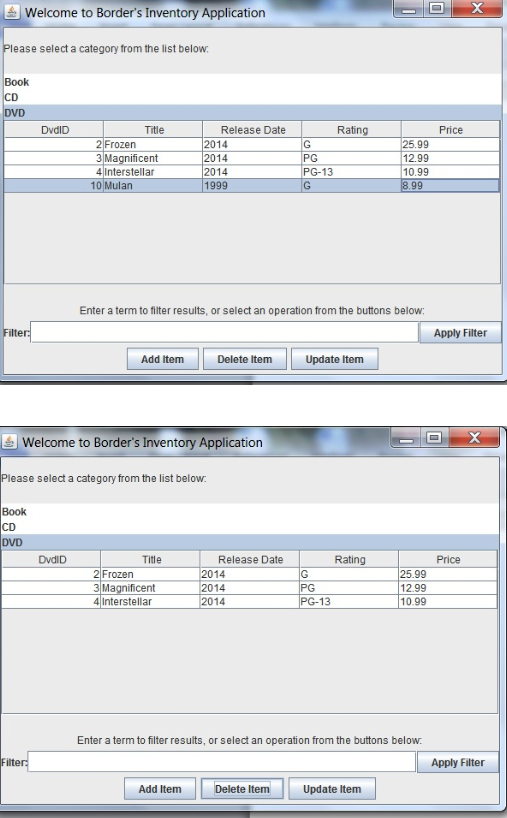 Welcome to Border's Inventory Application
Please select a category from the list below:
Book
CD
DVD
DvdID Title Release Date Rating Price
2 Frozen 2014 G 25.99
3 Magnificent 2014 PG 12.99
4 Interstellar 2014 PG-13 10.99
10 Mulan 1999 G 8.99
Enter a term to filter results, or select an operation from the buttons below:
Filter: Apply Filter
Add Item Delete Item Update Item
Welcome to Border's Inventory Application
Please select a category from the list below:
Book
CD
DVD
DvdID Title Release Date Rating Price
2 Frozen 2014 G 25.99
3 Magnificent 2014 PG 12.99
4 Interstellar 2014 PG-13 10.99
Enter a term to filter results, or select an operation from the buttons below:
Filter: Apply Filter
Add Item Delete Item Update Item